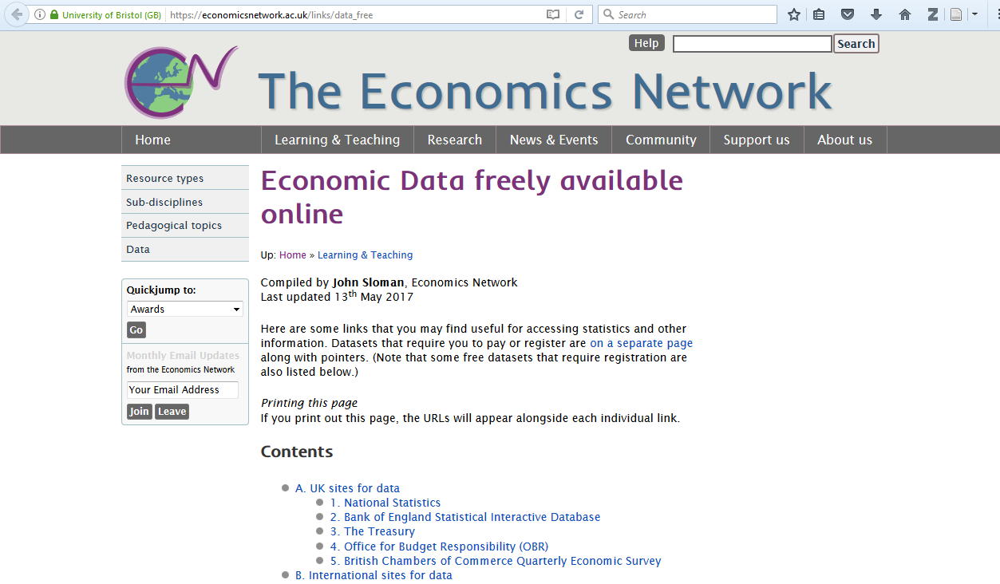 University of Bristol (GB) https://economicsnetwork.ac.uk/links/data_free Search
Help Search
The Economics Network
Home Learning & Teaching Research News & Events Community Support us About us
Resource types
Sub-disciplines
Pedagogical topics
Data
Quickjump to:
Awards
Go
Monthly Email Updates
from the Economics Network
Your Email Address
Join Leave
Economic Data freely available
online
Up: Home » Learning & Teaching
Compiled by John Sloman, Economics Network
Last updated 13th May 2017
Here are some links that you may find useful for accessing statistics and other
information. Datasets that require you to pay or register are on a separate page
along with pointers. (Note that some free datasets that require registration are
also listed below.)
Printing this page
If you print out this page, the URLs will appear alongside each individual link.
Contents
A. UK sites for data
1. National Statistics
2. Bank of England Statistical Interactive Database
3. The Treasury
4. Office for Budget Responsibility (OBR)
5. British Chambers of Commerce Quarterly Economic Survey
B. International sites for data